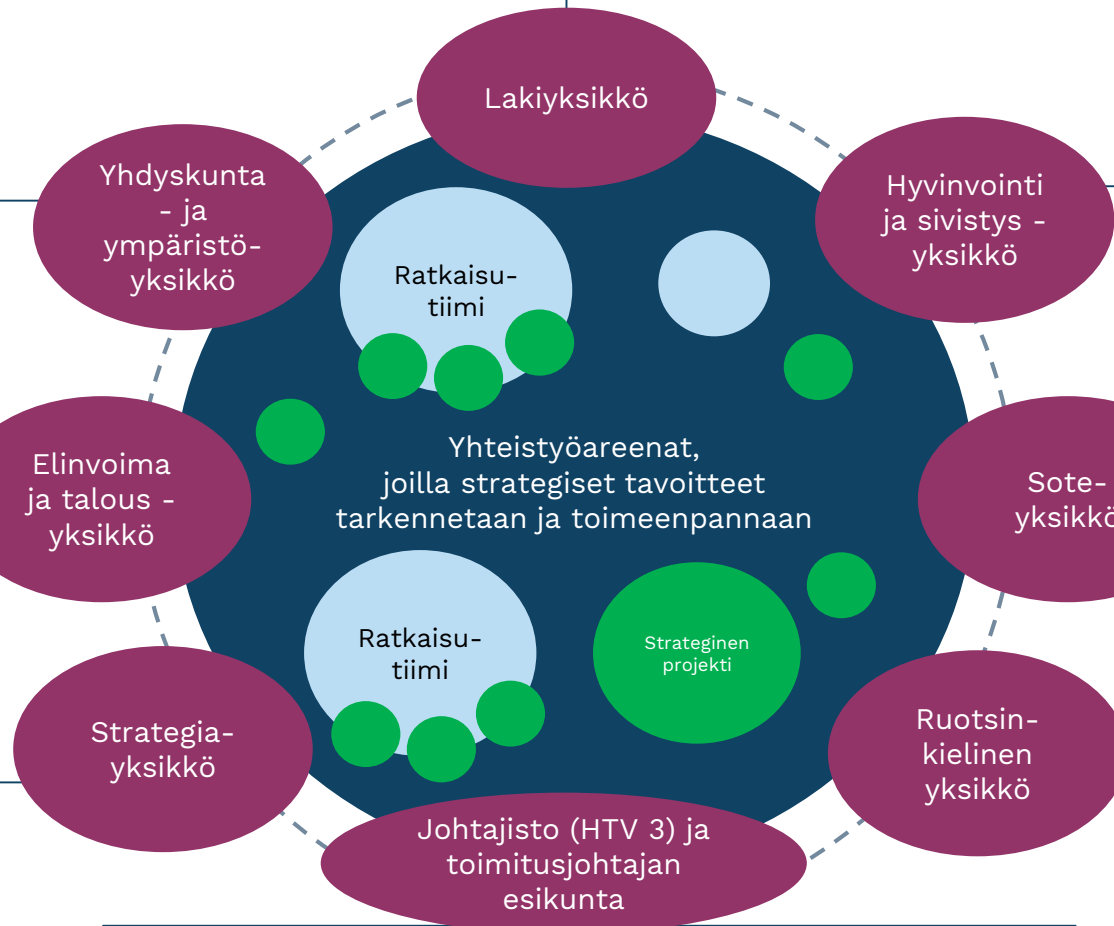 Lakiyksikkö
Yhdyskunta
- ja
ympäristö-
yksikkö
Hyvinvointi
ja sivistys -
yksikkö
Ratkaisu-
tiimi
Elinvoima
ja talous -
yksikkö
Yhteistyöareenat,
joilla strategiset tavoitteet
tarkennetaan ja toimeenpannaan
Sote-
yksikkö
Ratkaisu-
tiimi
Strateginen
projekti
Strategia-
yksikkö
Ruotsin-
kielinen
yksikkö
Johtajisto (HTV 3) ja
toimitusjohtajan
esikunta